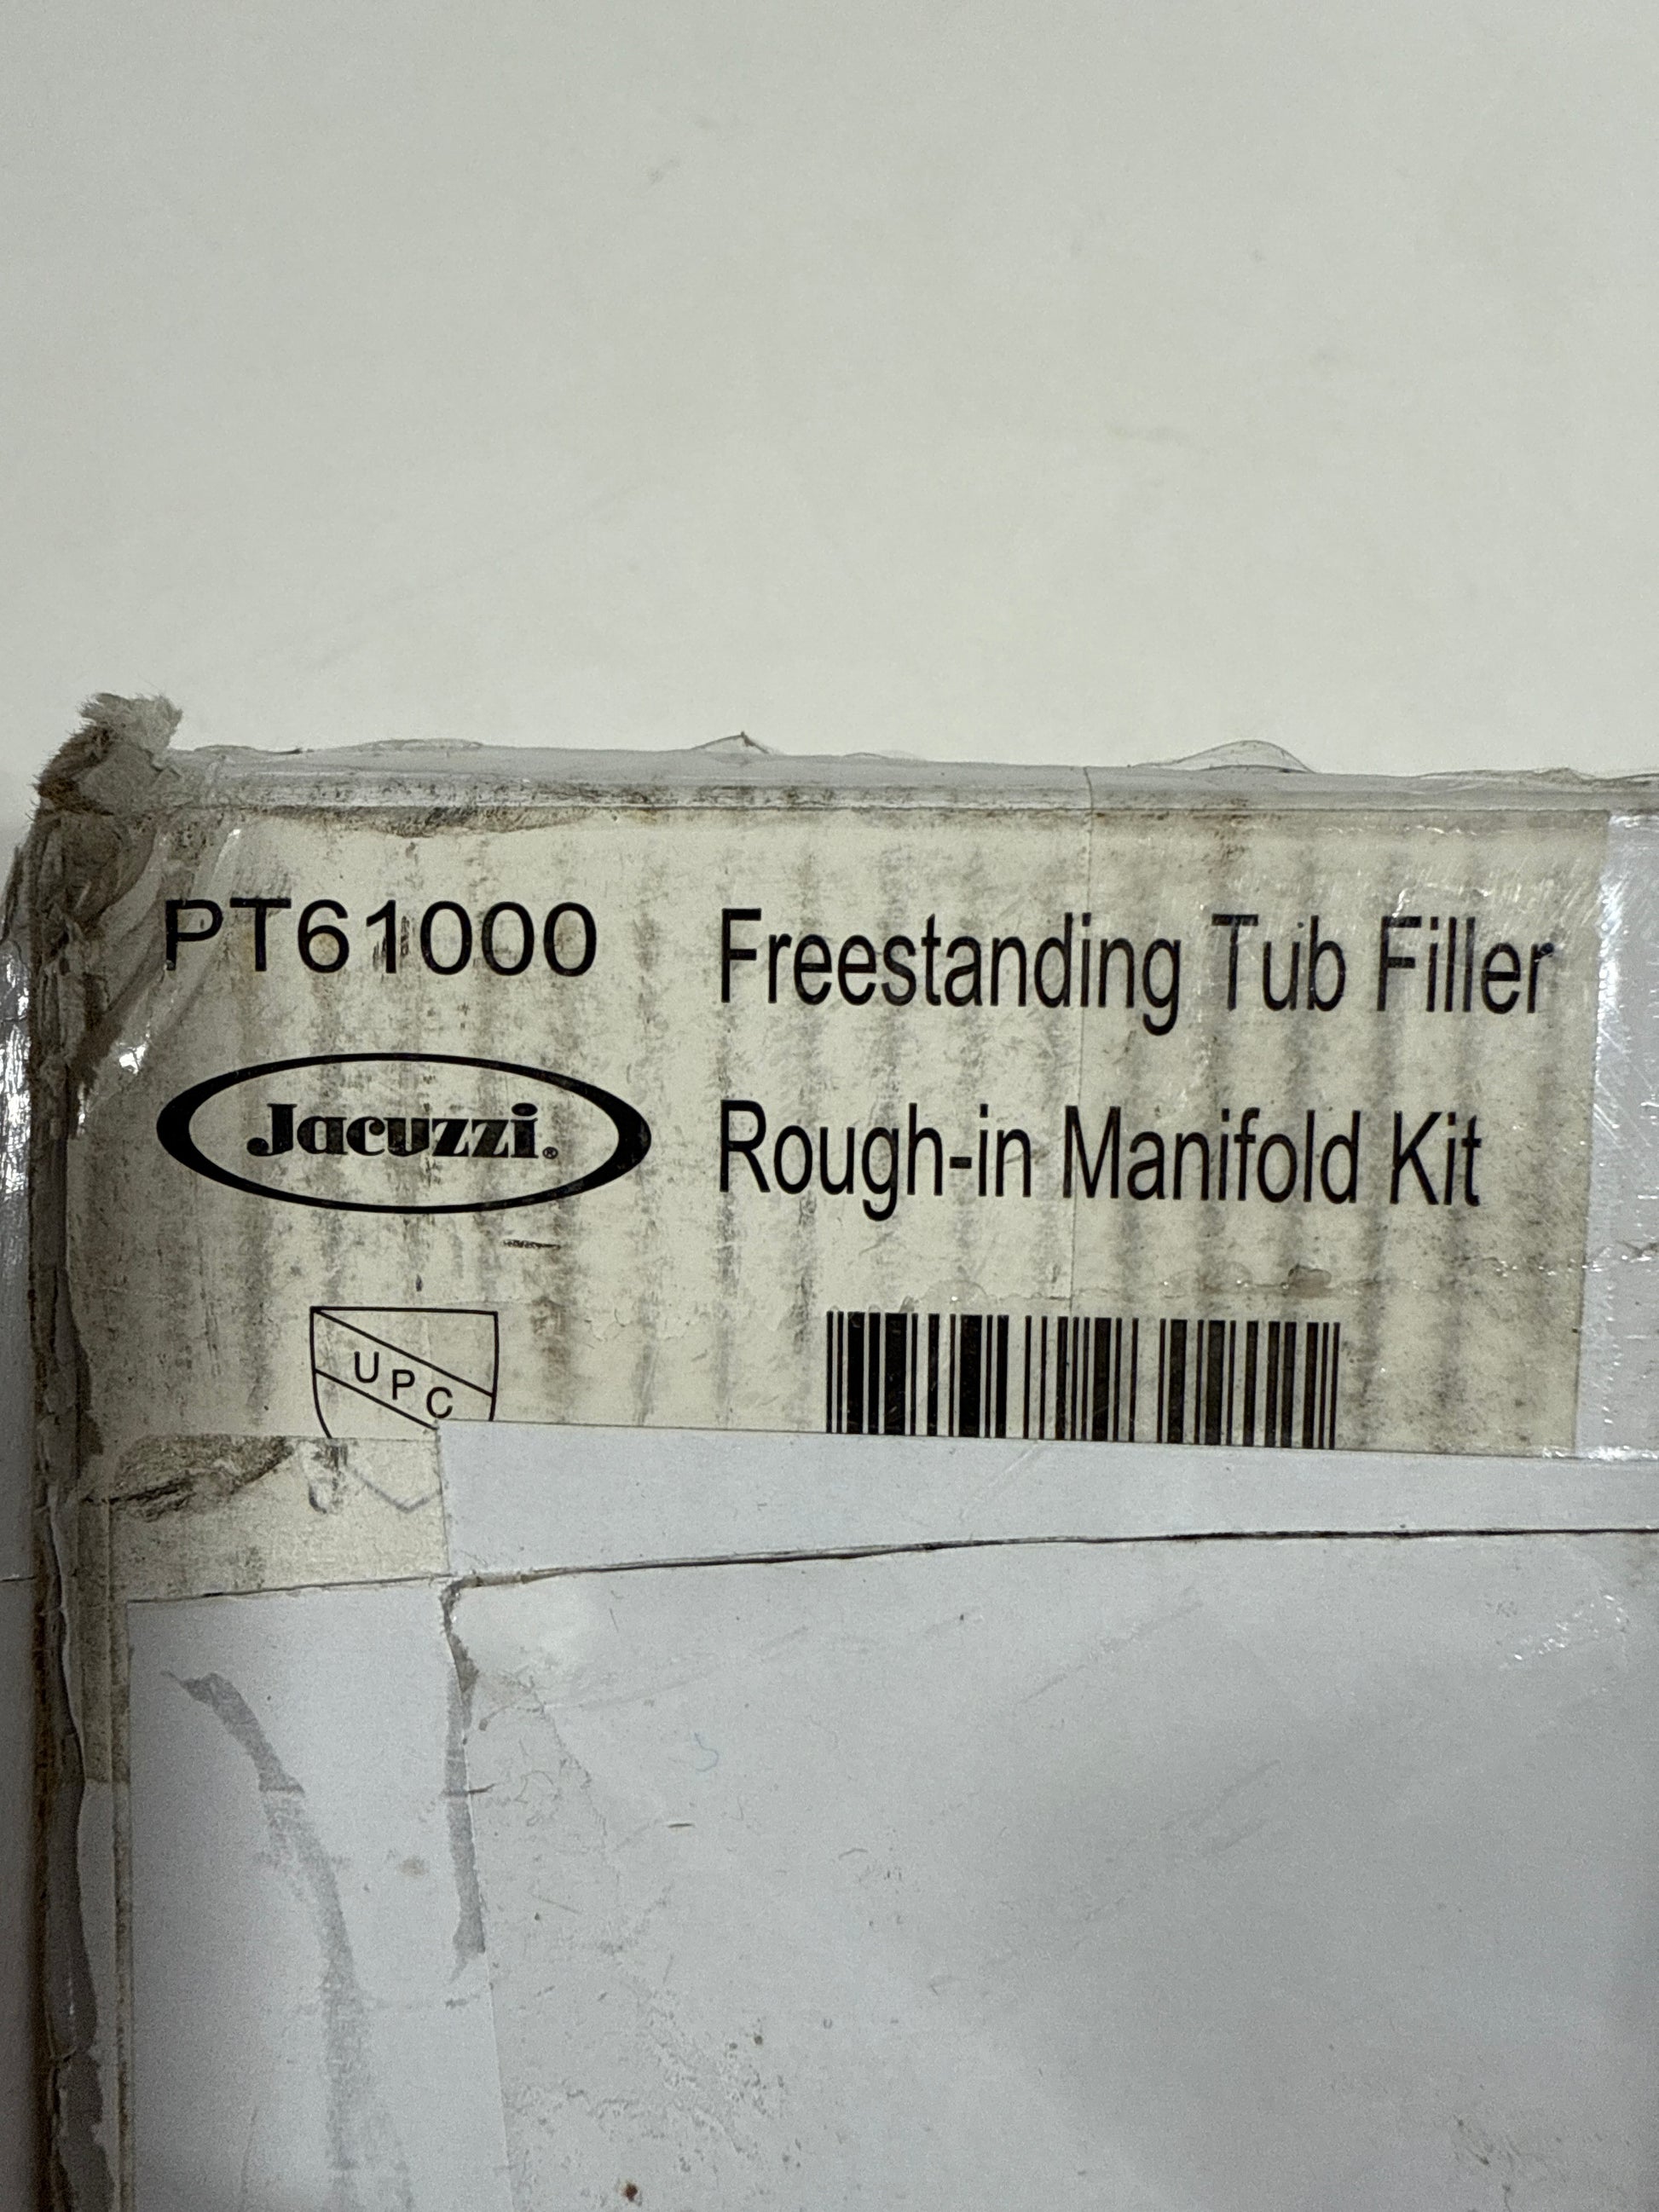 PT61000
Freestanding Tub Filler
Rough-in Manifold Kit
Jacuzzi®
UPC